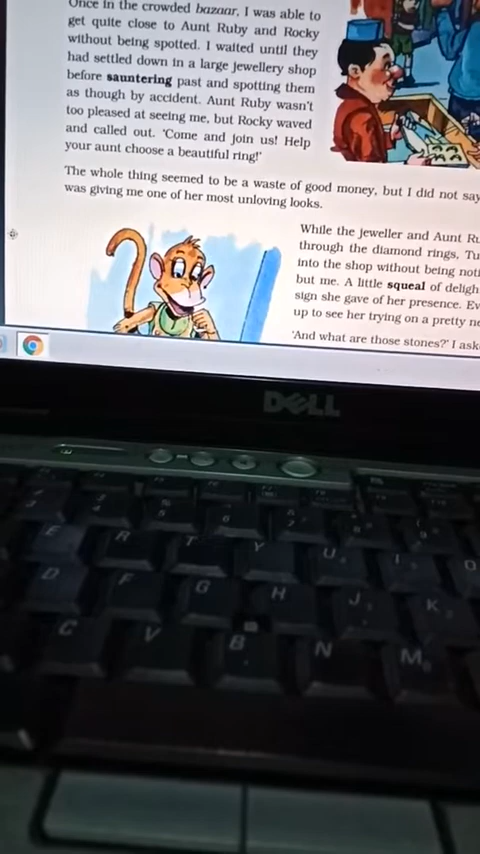 Once in the crowded bazaar, I was able to
get quite close to Aunt Ruby and Rocky
without being spotted. I waited until they
had settled down in a large jewellery shop
before sauntering past and spotting them
as though by accident. Aunt Ruby wasn't
too pleased at seeing me, but Rocky waved
and called out. 'Come and join us! Help
your aunt choose a beautiful ring!'
The whole thing seemed to be a waste of good money, but I did not say
was giving me one of her most unloving looks.
While the jeweller and Aunt Ru
through the diamond rings, Tu
into the shop without being noti
but me. A little squeal of deligh
sign she gave of her presence. Ev
up to see her trying on a pretty ne
'And what are those stones?' I ask
DELL
E R T Y U I O
D F G H J K
C V B N M